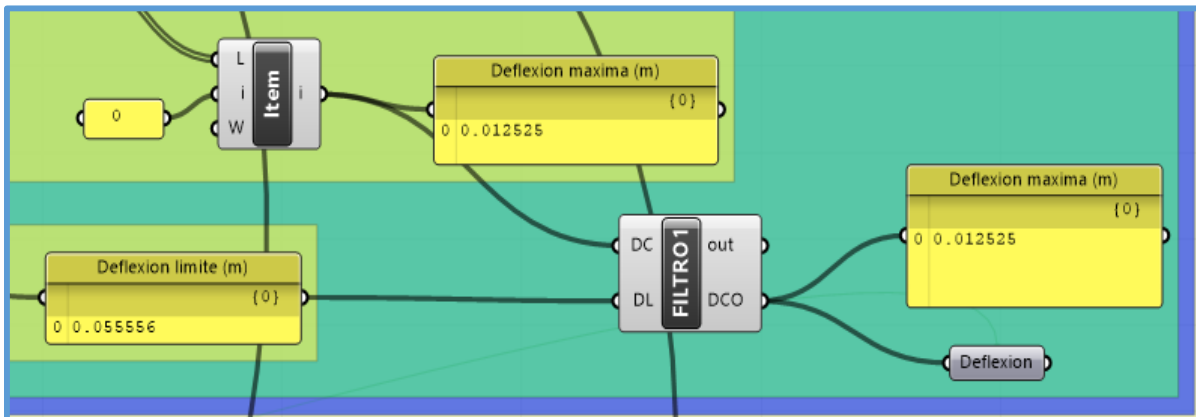 L
i
W
Item
i
0
Deflexion maxima (m)
{0}
0 0.012525
Deflexion limite (m)
{0}
0 0.055556
DC
DL
FILTRO1
out
DCO
Deflexion maxima (m)
{0}
0 0.012525
Deflexion